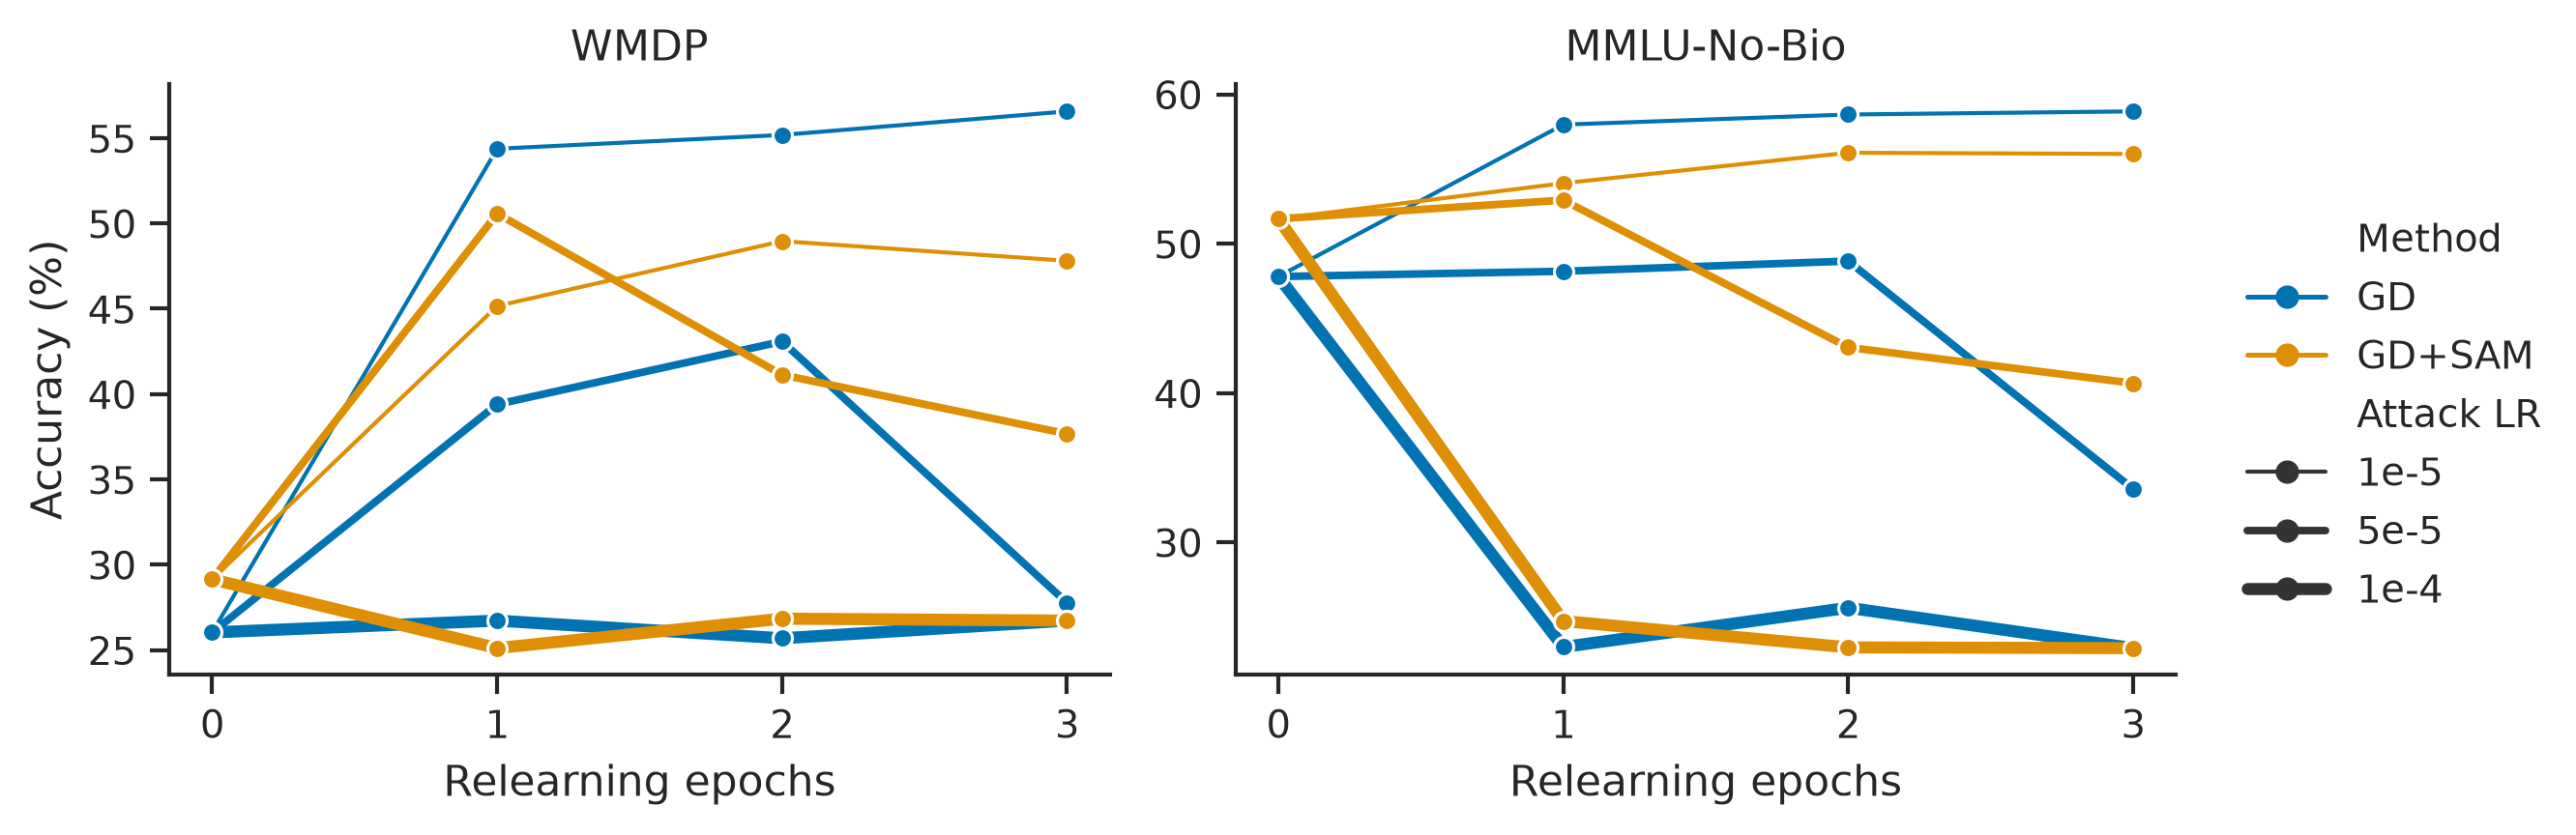 WMDP
55
50
45
40
35
30
25
Accuracy (%)
0 1 2 3
Relearning epochs
MMLU-No-Bio
60
50
40
30
0 1 2 3
Relearning epochs
Method
GD
GD+SAM
Attack LR
1e-5
5e-5
1e-4